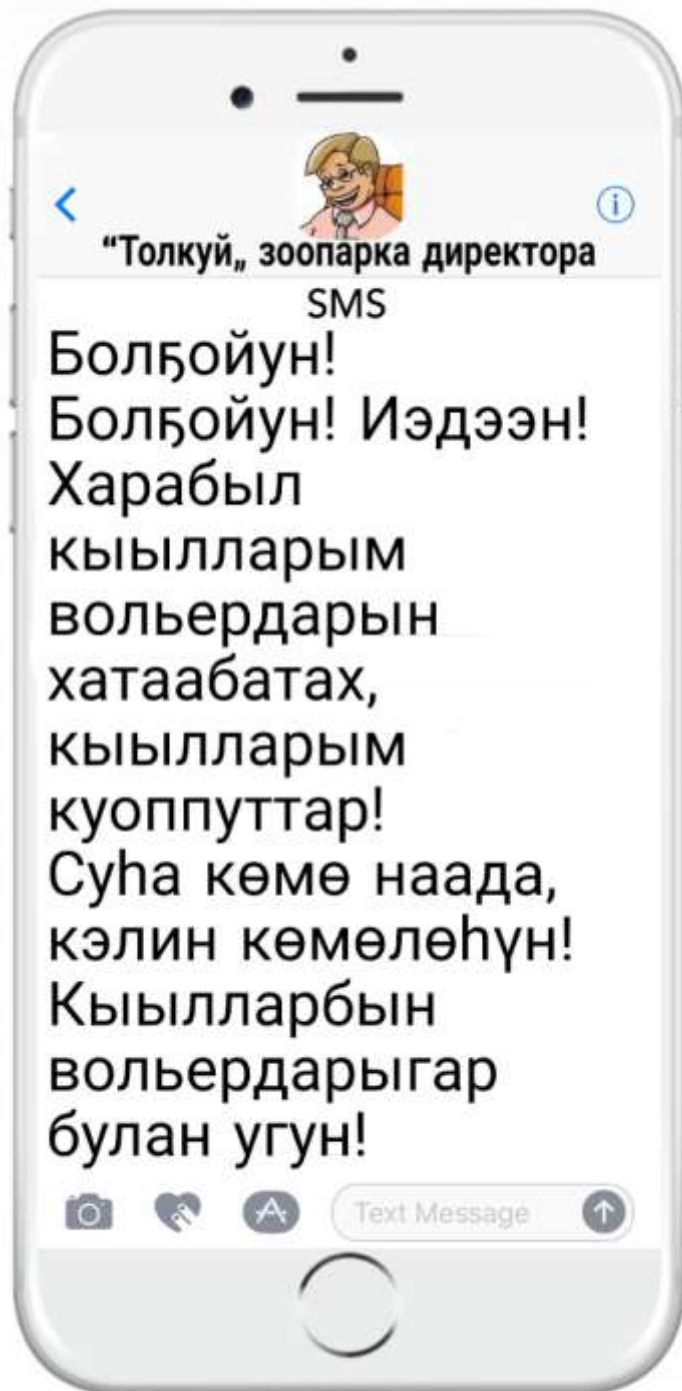 “Толкуй„ зоопарка директора
SMS
Болҕойун!
Болҕойун! Иэдээн!
Харабыл
кыылларым
вольердарын
хатаабатах,
кыылларым
куоппуттар!
Суһа көмө наада,
кэлин көмөлөһүн!
Кыылларбын
вольердарыгар
булан угун!
Text Message